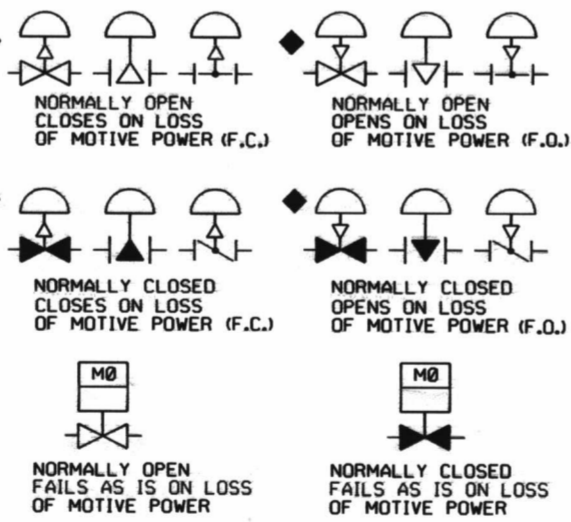 NORMALLY OPEN
CLOSES ON LOSS
OF MOTIVE POWER (F.C.)
NORMALLY OPEN
OPENS ON LOSS
OF MOTIVE POWER (F.O.)
NORMALLY CLOSED
CLOSES ON LOSS
OF MOTIVE POWER (F.C.)
NORMALLY CLOSED
OPENS ON LOSS
OF MOTIVE POWER (F.O.)
MØ
NORMALLY OPEN
FAILS AS IS ON LOSS
OF MOTIVE POWER
MØ
NORMALLY CLOSED
FAILS AS IS ON LOSS
OF MOTIVE POWER